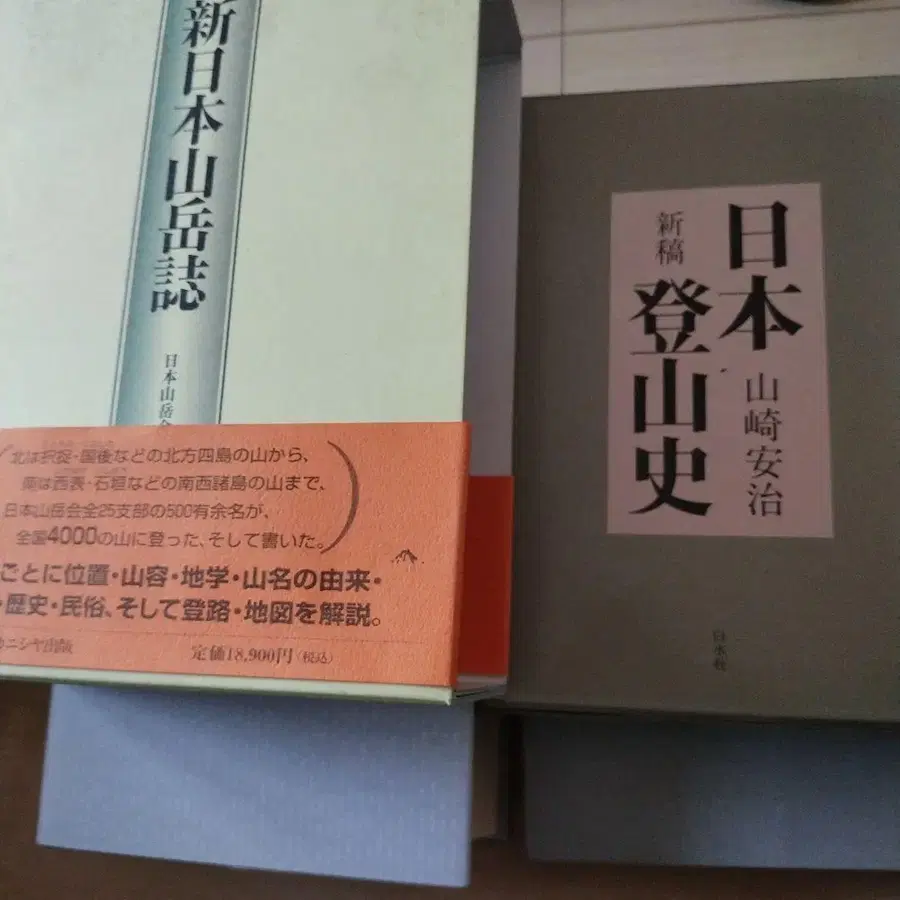 新日本山岳誌
日本山岳会
北は択捉・国後などの北方四島の山から、
南は西表・石垣などの南西諸島の山まで、
日本山岳会全25支部の500有余名が、
全国4000の山に登った、そして書いた。
ごとに位置・山容・地学・山名の由来・
・歴史・民俗、そして登路・地図を解説。
ニシヤ出版
定価18,900円(税込)
日本
新稿
登山史
山崎安治
白水社